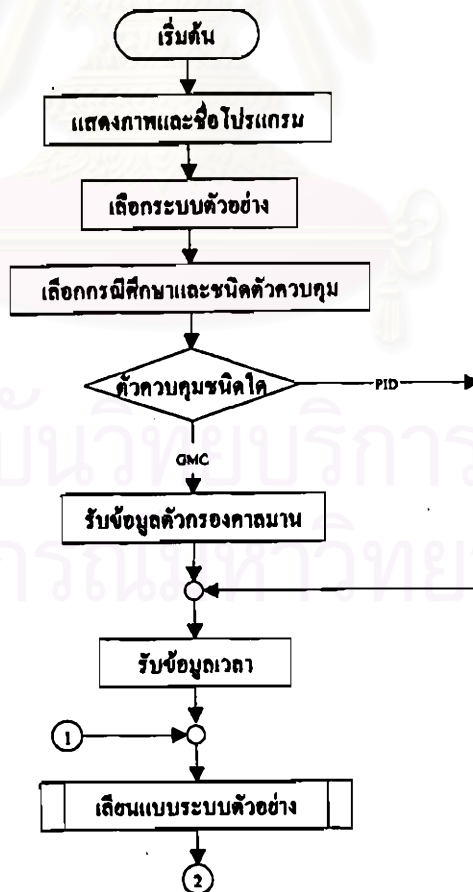 เริ่มต้น
แสดงภาพและชื่อโปรแกรม
เลือกระบบตัวอย่าง
เลือกกรณีศึกษาและชนิดตัวควบคุม
ตัวควบคุมชนิดใด
PID
GMC
รับข้อมูลตัวกรองคาลมาน
รับข้อมูลเวลา
1
เลียนแบบระบบตัวอย่าง
2